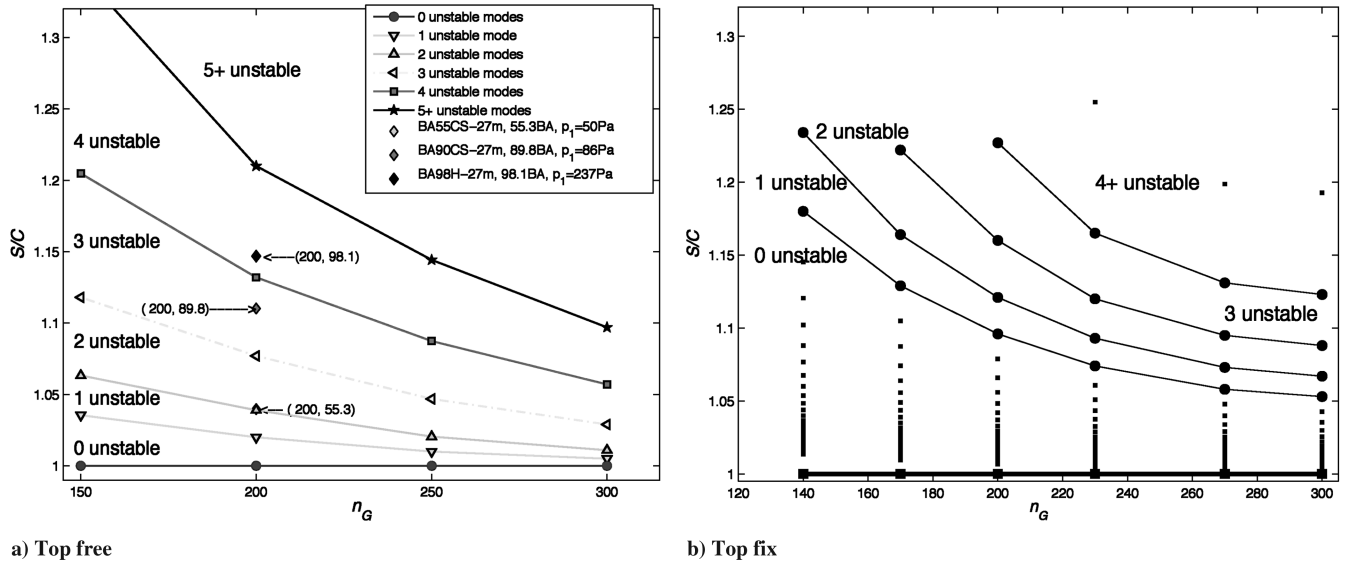 1.3
1.25
1.2
1.15
1.1
1.05
1
S/C
150
200
250
300
n_G
5+ unstable
4 unstable
3 unstable
2 unstable
1 unstable
0 unstable
0 unstable modes
1 unstable mode
2 unstable modes
3 unstable modes
4 unstable modes
5+ unstable modes
BA55CS−27m, 55.3BA, p₁=50Pa
BA90CS−27m, 89.8BA, p₁=86Pa
BA98H−27m, 98.1BA, p₁=237Pa
(200, 98.1)
( 200, 89.8)
( 200, 55.3)
a) Top free
1.3
1.25
1.2
1.15
1.1
1.05
1
S/C
120
140
160
180
200
220
240
260
280
300
n_G
2 unstable
1 unstable
0 unstable
4+ unstable
3 unstable
b) Top fix